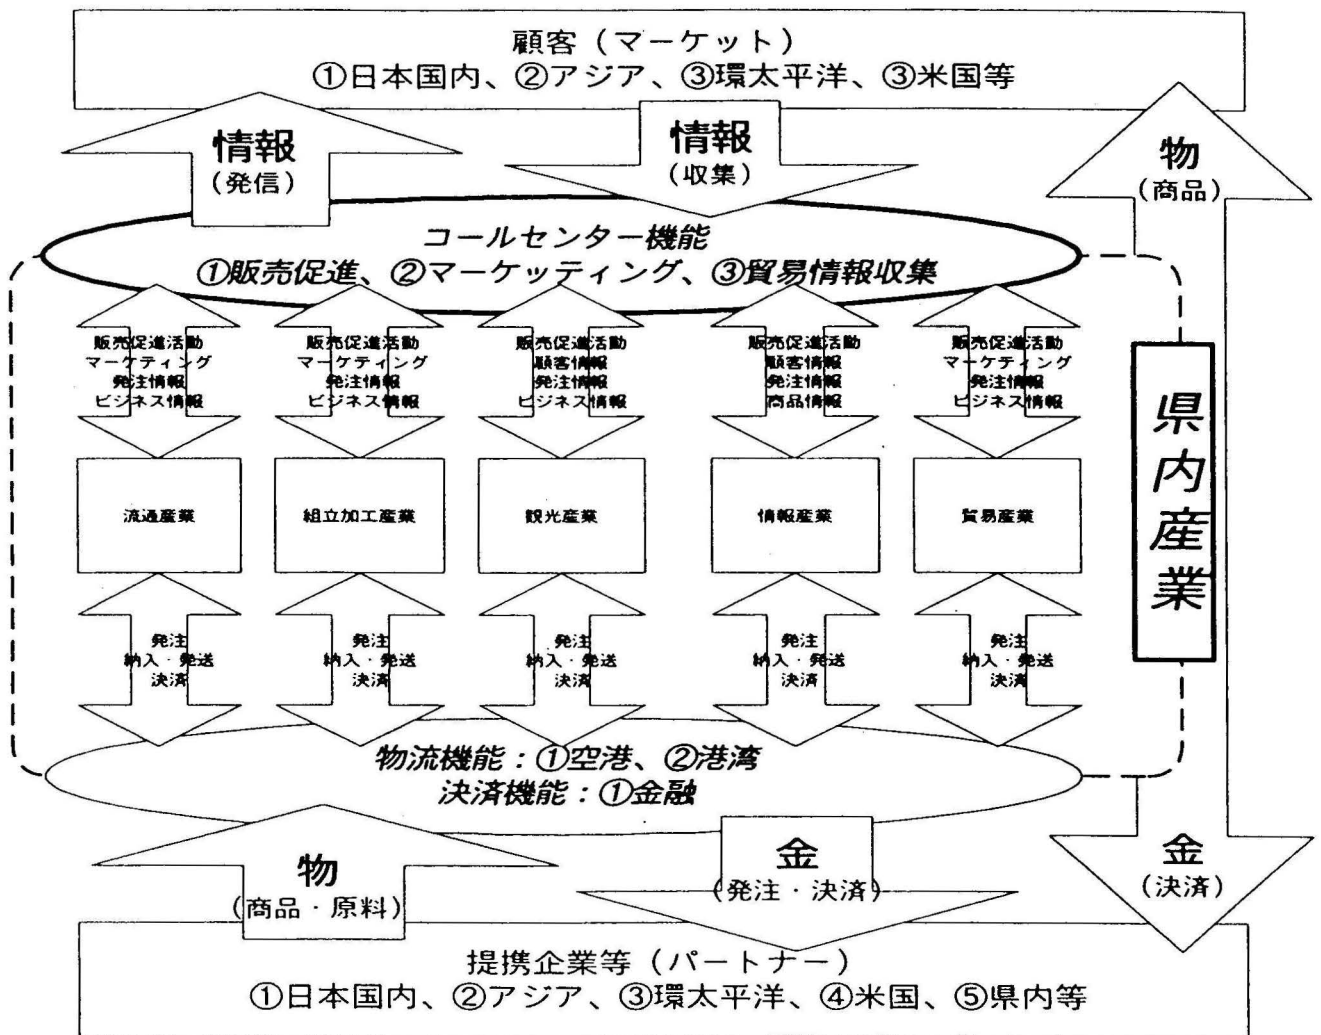 顧客(マーケット)
①日本国内、②アジア、③環太平洋、③米国等
情報
(発信)
情報
(収集)
物
(商品)
コールセンター機能
①販売促進、②マーケッティング、③貿易情報収集
販売促進活動
マーケティング
発注情報
ビジネス情報
販売促進活動
マーケティング
発注情報
ビジネス情報
販売促進活動
顧客情報
発注情報
ビジネス情報
販売促進活動
顧客情報
発注情報
商品情報
販売促進活動
マーケティング
発注情報
ビジネス情報
県内産業
流通産業
組立加工産業
観光産業
情報産業
貿易産業
発注
納入・発送
決済
発注
納入・発送
決済
発注
納入・発送
決済
発注
納入・発送
決済
発注
納入・発送
決済
物流機能:①空港、②港湾
決済機能:①金融
物
(商品・原料)
金
(発注・決済)
金
(決済)
提携企業等(パートナー)
①日本国内、②アジア、③環太平洋、④米国、⑤県内等